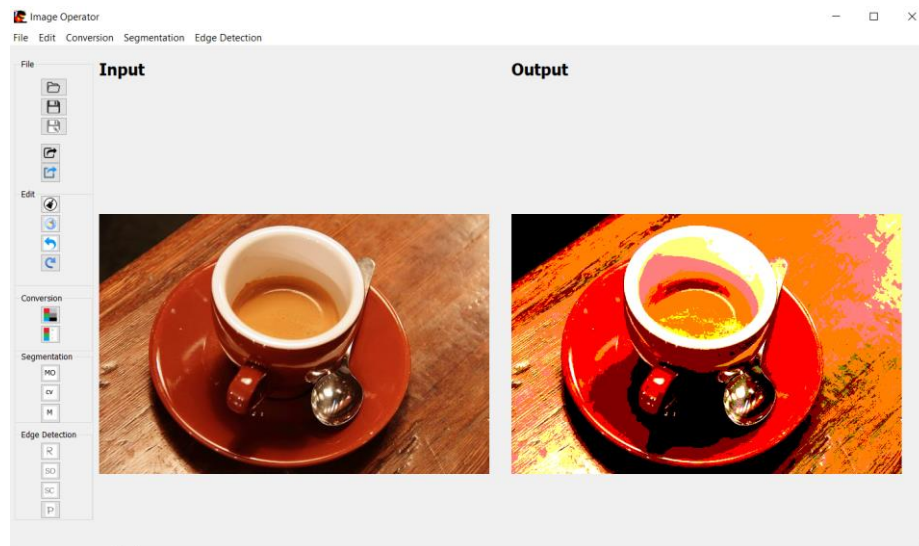 Image Operator
File Edit Conversion Segmentation Edge Detection
File
Input
Output
Edit
Conversion
Segmentation
MO
CV
M
Edge Detection
R
SO
SC
P